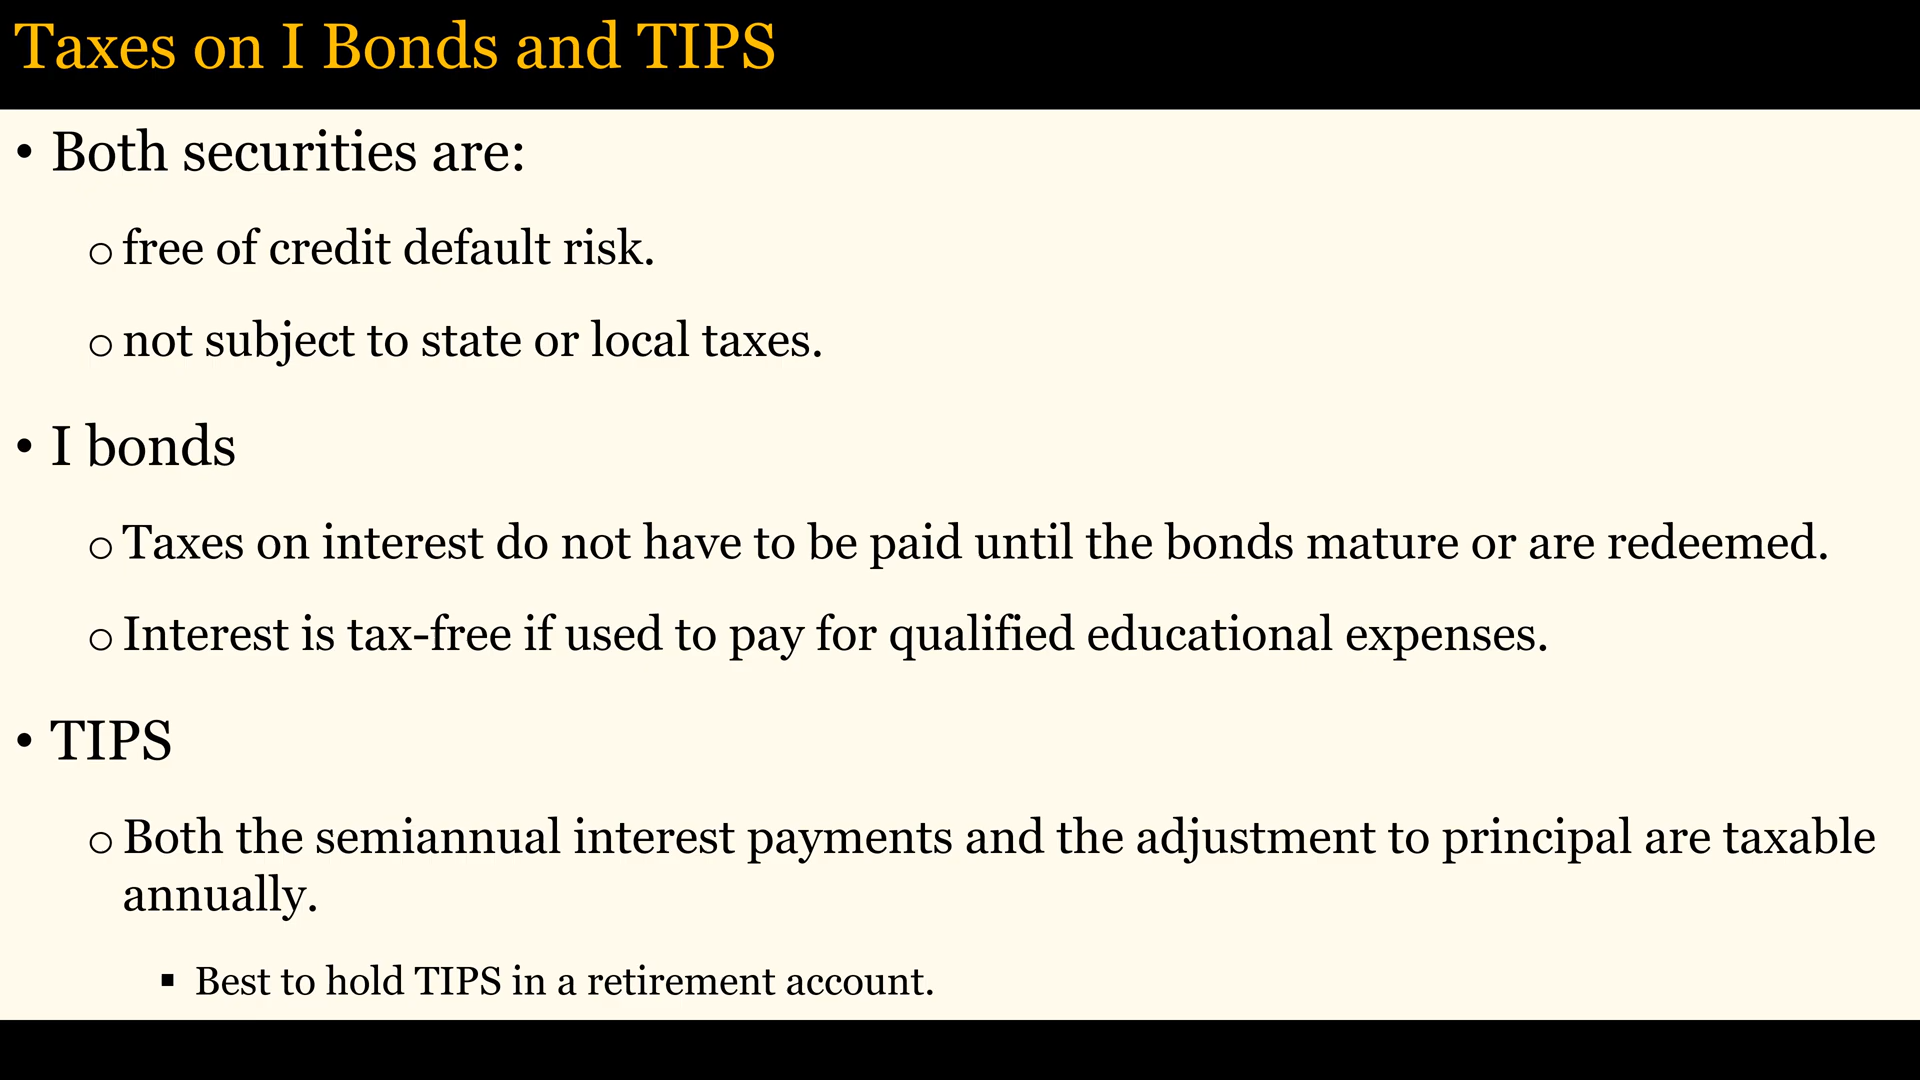 Taxes on I Bonds and TIPS
• Both securities are:
o free of credit default risk.
o not subject to state or local taxes.
• I bonds
o Taxes on interest do not have to be paid until the bonds mature or are redeemed.
o Interest is tax-free if used to pay for qualified educational expenses.
• TIPS
o Both the semiannual interest payments and the adjustment to principal are taxable
annually.
▪ Best to hold TIPS in a retirement account.